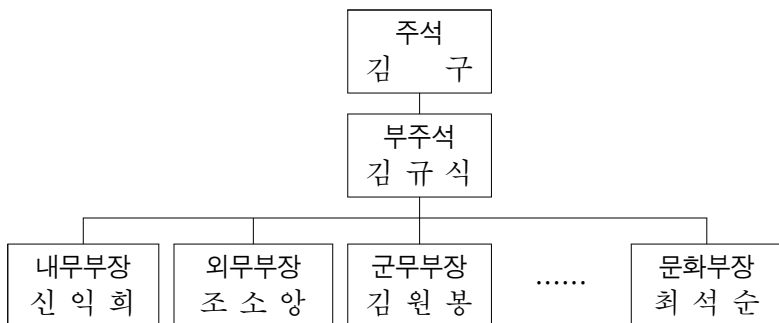 주석
김 구
부주석
김 규 식
내무부장
신 익 희
외무부장
조 소 앙
군무부장
김 원 봉
……
문화부장
최 석 순